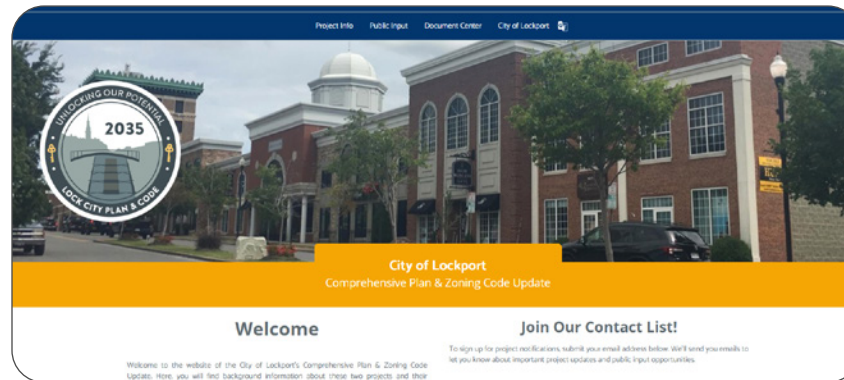 Project Info Public Input Document Center City of Lockport
UNLOCKING OUR POTENTIAL
2035
LOCK CITY PLAN & CODE
City of Lockport
Comprehensive Plan & Zoning Code Update
Welcome
Welcome to the website of the City of Lockport's Comprehensive Plan & Zoning Code
Update. Here, you will find background information about these two projects and their
Join Our Contact List!
To sign up for project notifications, submit your email address below. We'll send you emails to
let you know about important project updates and public input opportunities.